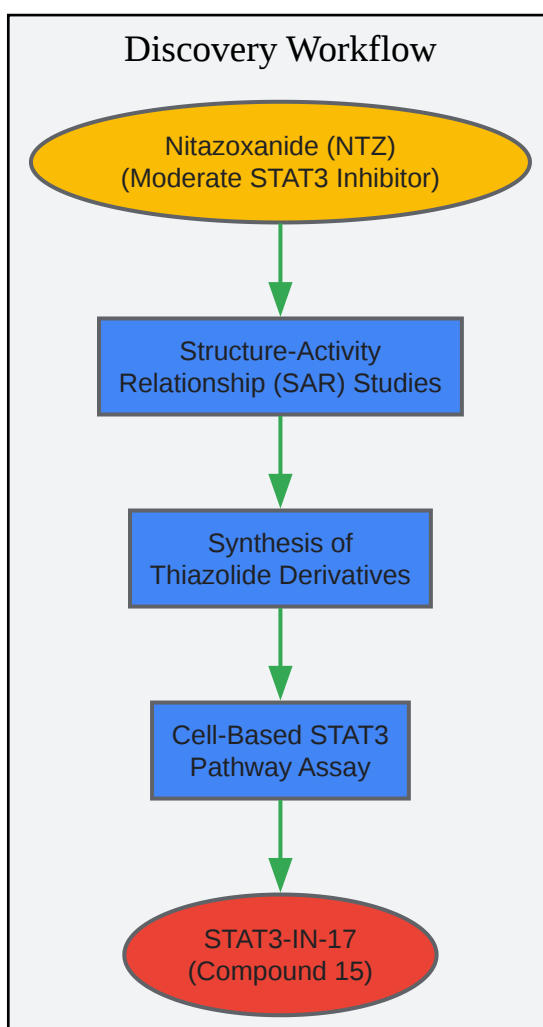 Discovery Workflow
Nitazoxanide (NTZ)
(Moderate STAT3 Inhibitor)
Structure-Activity
Relationship (SAR) Studies
Synthesis of
Thiazolide Derivatives
Cell-Based STAT3
Pathway Assay
STAT3-IN-17
(Compound 15)